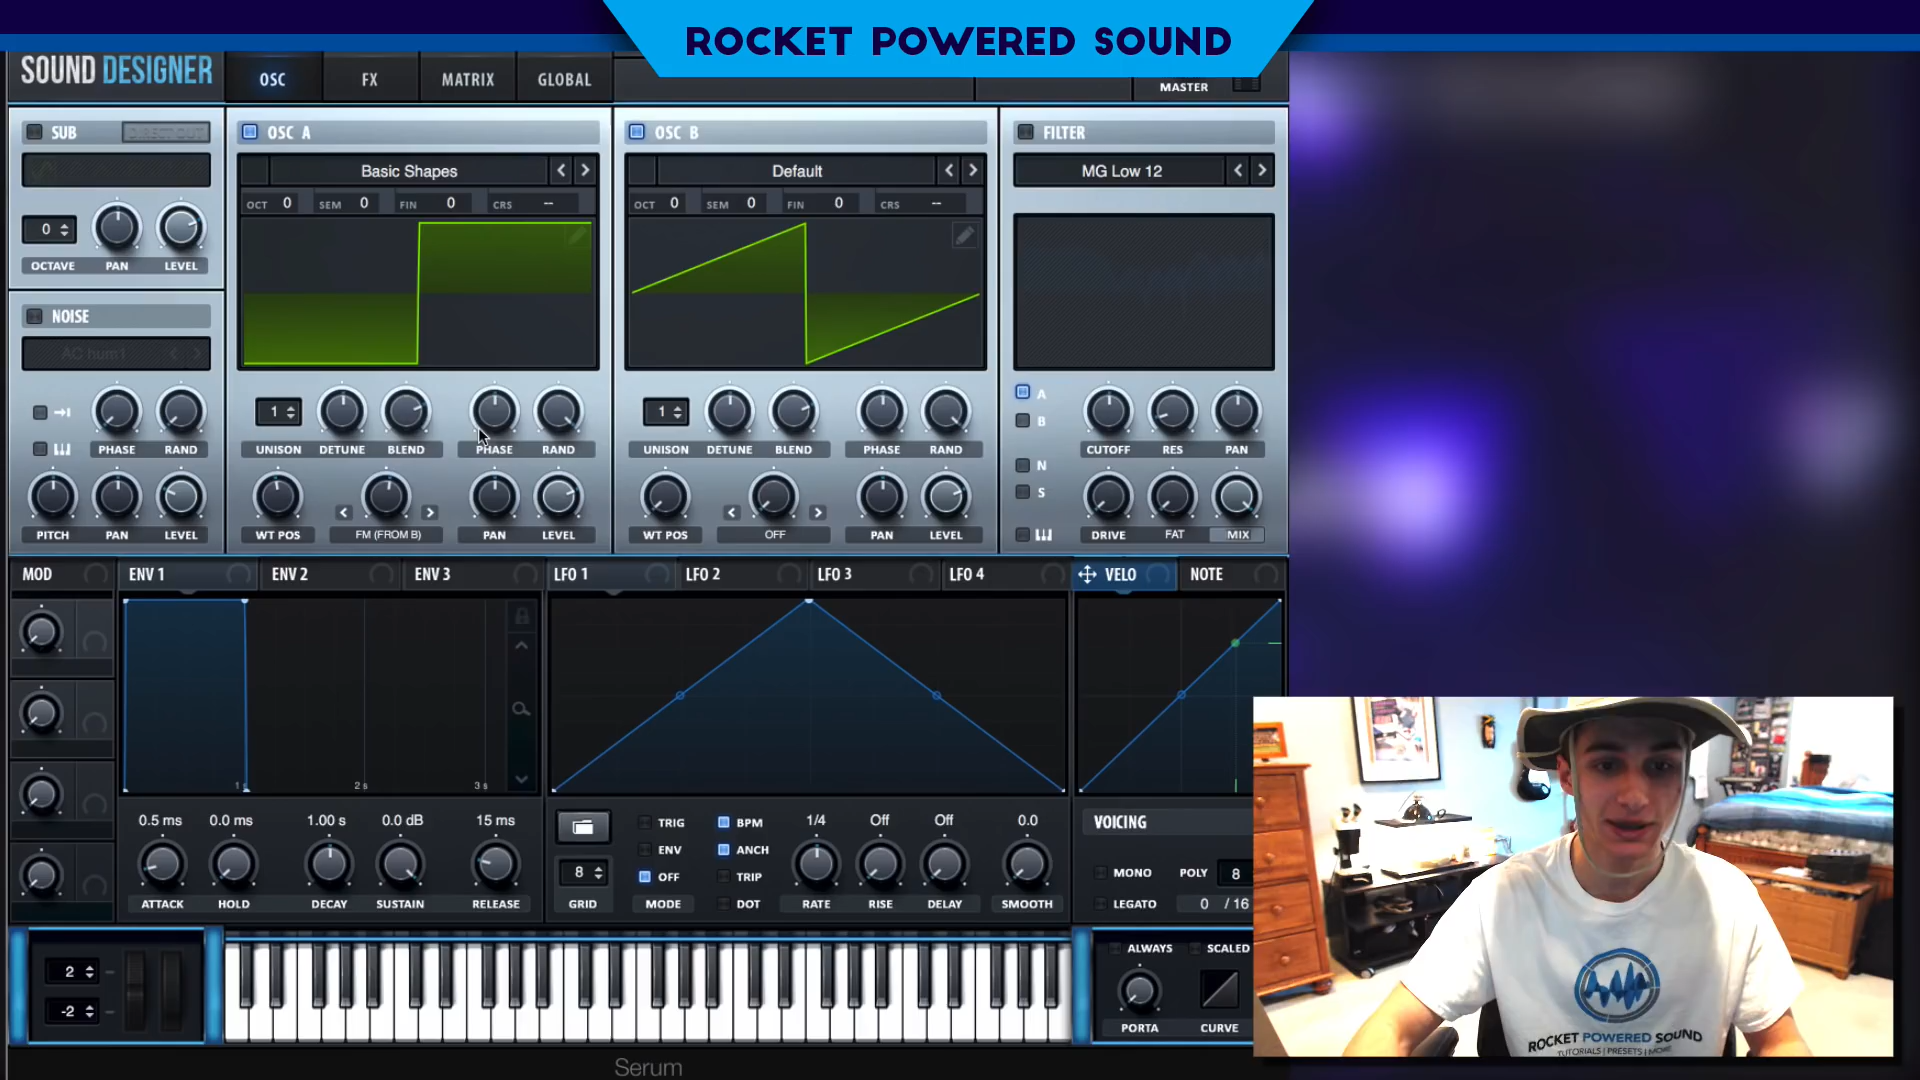 ROCKET POWERED SOUND
SOUND DESIGNER
OSC
FX
MATRIX
GLOBAL
MASTER
SUB
DIRECT OUT
OSC A
OSC B
FILTER
Basic Shapes
Default
MG Low 12
OCT 0 SEM 0 FIN 0 CRS --
OCT 0 SEM 0 FIN 0 CRS --
0
OCTAVE PAN LEVEL
NOISE
AC hum1
A
B
N
S
1
1
PHASE RAND
UNISON DETUNE BLEND PHASE RAND
UNISON DETUNE BLEND PHASE RAND
CUTOFF RES PAN
PITCH PAN LEVEL
WT POS FM (FROM B) PAN LEVEL
WT POS OFF PAN LEVEL
DRIVE FAT MIX
MOD ENV 1 ENV 2 ENV 3 LFO 1 LFO 2 LFO 3 LFO 4 VELO NOTE
1 s 2 s 3 s
0.5 ms 0.0 ms 1.00 s 0.0 dB 15 ms
ATTACK HOLD DECAY SUSTAIN RELEASE
8
GRID
TRIG
ENV
OFF
MODE
BPM
ANCH
TRIP
DOT
1/4 Off Off 0.0
RATE RISE DELAY SMOOTH
VOICING
MONO POLY 8
LEGATO 0 / 16
ALWAYS SCALED
PORTA CURVE
2
-2
Serum
ROCKET POWERED SOUND
TUTORIALS | PRESETS | MORE